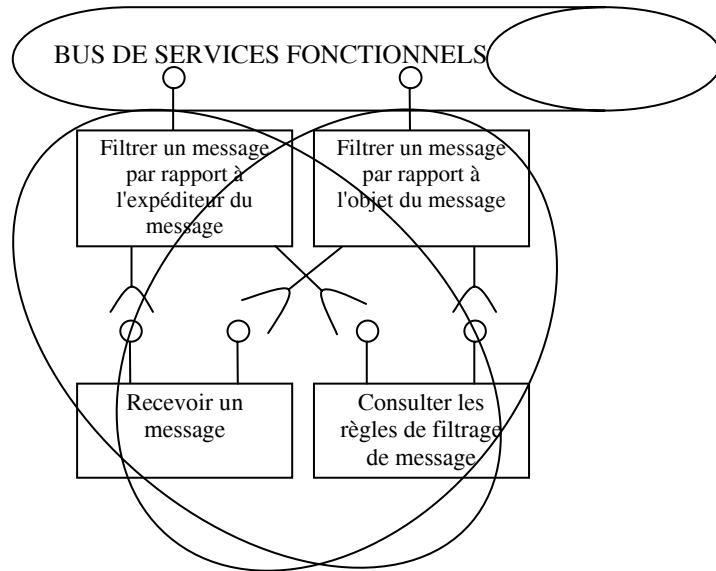 BUS DE SERVICES FONCTIONNELS
Filtrer un message
par rapport à
l'expéditeur du
message
Filtrer un message
par rapport à
l'objet du message
Recevoir un
message
Consulter les
règles de filtrage
de message